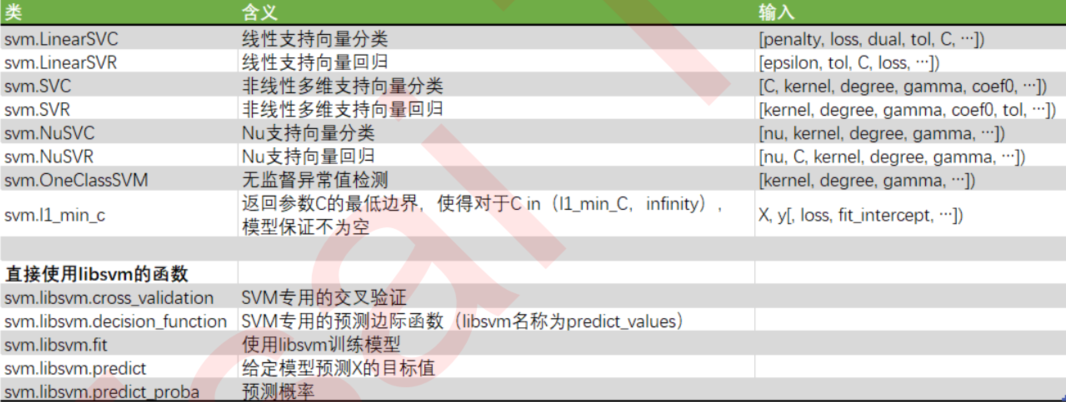 类 含义 输入
svm.LinearSVC 线性支持向量分类 [penalty, loss, dual, tol, C, …])
svm.LinearSVR 线性支持向量回归 [epsilon, tol, C, loss, …])
svm.SVC 非线性多维支持向量分类 [C, kernel, degree, gamma, coef0, …])
svm.SVR 非线性多维支持向量回归 [kernel, degree, gamma, coef0, tol, …])
svm.NuSVC Nu支持向量分类 [nu, kernel, degree, gamma, …])
svm.NuSVR Nu支持向量回归 [nu, C, kernel, degree, gamma, …])
svm.OneClassSVM 无监督异常值检测 [kernel, degree, gamma, …])
svm.l1_min_c 返回参数C的最低边界，使得对于C in（l1_min_C，infinity）， X, y[, loss, fit_intercept, …])
模型保证不为空
直接使用libsvm的函数
svm.libsvm.cross_validation SVM专用的交叉验证
svm.libsvm.decision_function SVM专用的预测边际函数（libsvm名称为predict_values）
svm.libsvm.fit 使用libsvm训练模型
svm.libsvm.predict 给定模型预测X的目标值
svm.libsvm.predict_proba 预测概率